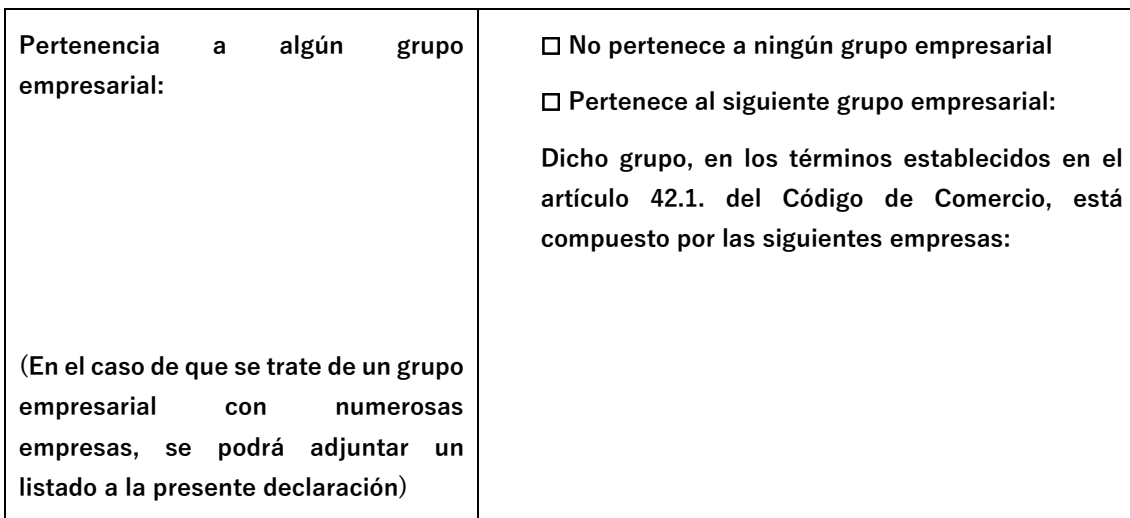 Pertenencia a algún grupo
empresarial:
(En el caso de que se trate de un grupo
empresarial con numerosas
empresas, se podrá adjuntar un
listado a la presente declaración)
☐ No pertenece a ningún grupo empresarial
☐ Pertenece al siguiente grupo empresarial:
Dicho grupo, en los términos establecidos en el
artículo 42.1. del Código de Comercio, está
compuesto por las siguientes empresas: